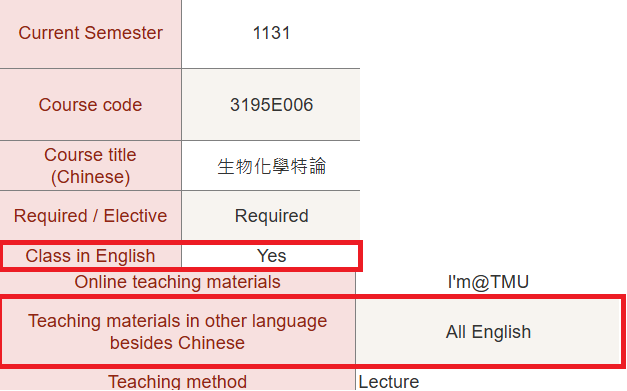 Current Semester 1131
Course code 3195E006
Course title
(Chinese) 生物化學特論
Required / Elective Required
Class in English Yes
Online teaching materials I'm@TMU
Teaching materials in other language
besides Chinese All English
Teaching method Lecture